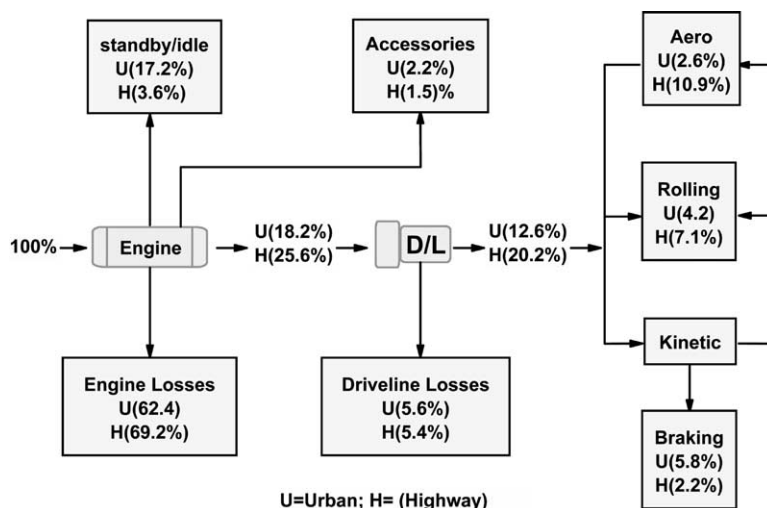 standby/idle
U(17.2%)
H(3.6%)
Accessories
U(2.2%)
H(1.5)%
Aero
U(2.6%)
H(10.9%)
100%
Engine
U(18.2%)
H(25.6%)
D/L
U(12.6%)
H(20.2%)
Rolling
U(4.2)
H(7.1%)
Kinetic
Engine Losses
U(62.4)
H(69.2%)
Driveline Losses
U(5.6%)
H(5.4%)
Braking
U(5.8%)
H(2.2%)
U=Urban; H= (Highway)